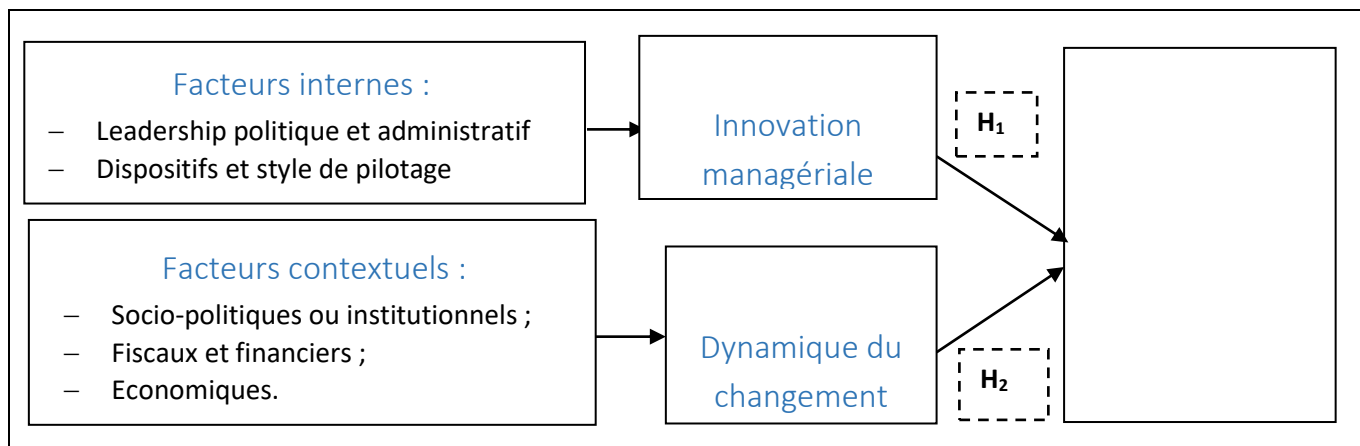 Facteurs internes :
– Leadership politique et administratif
– Dispositifs et style de pilotage
Innovation
managériale
H₁
Facteurs contextuels :
– Socio-politiques ou institutionnels ;
– Fiscaux et financiers ;
– Economiques.
Dynamique du
changement
H₂